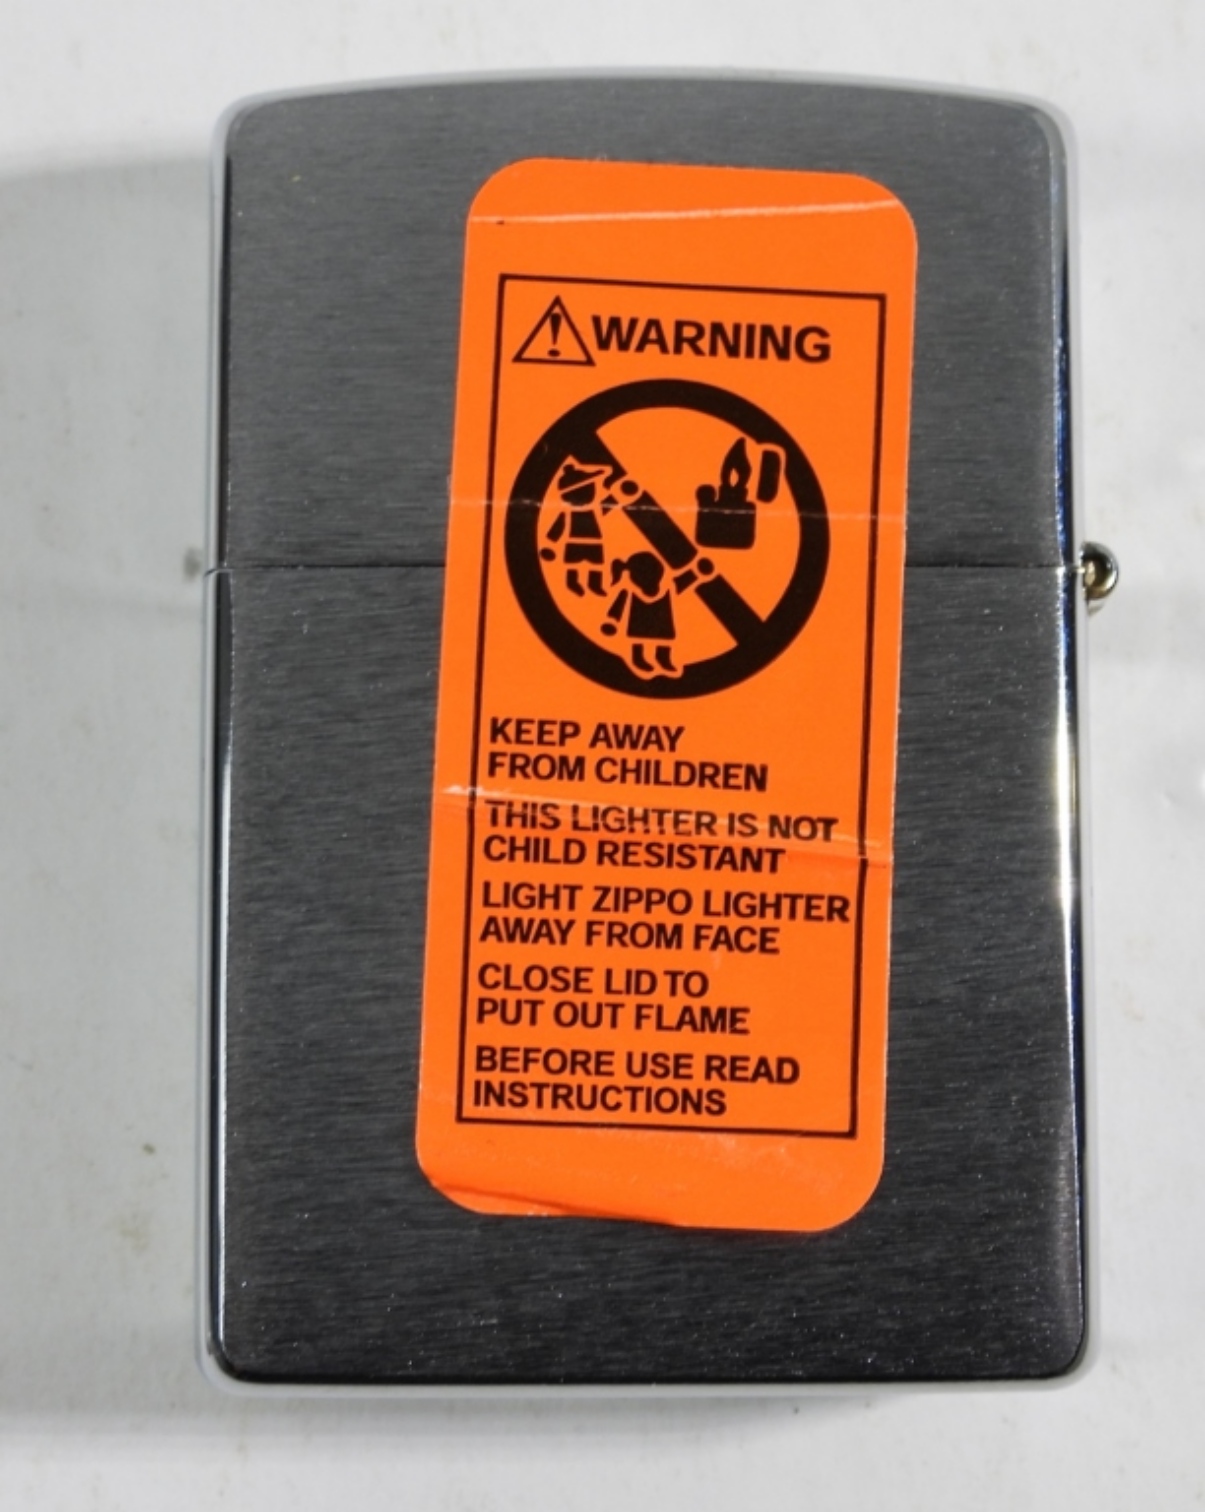 WARNING
KEEP AWAY
FROM CHILDREN
THIS LIGHTER IS NOT
CHILD RESISTANT
LIGHT ZIPPO LIGHTER
AWAY FROM FACE
CLOSE LID TO
PUT OUT FLAME
BEFORE USE READ
INSTRUCTIONS